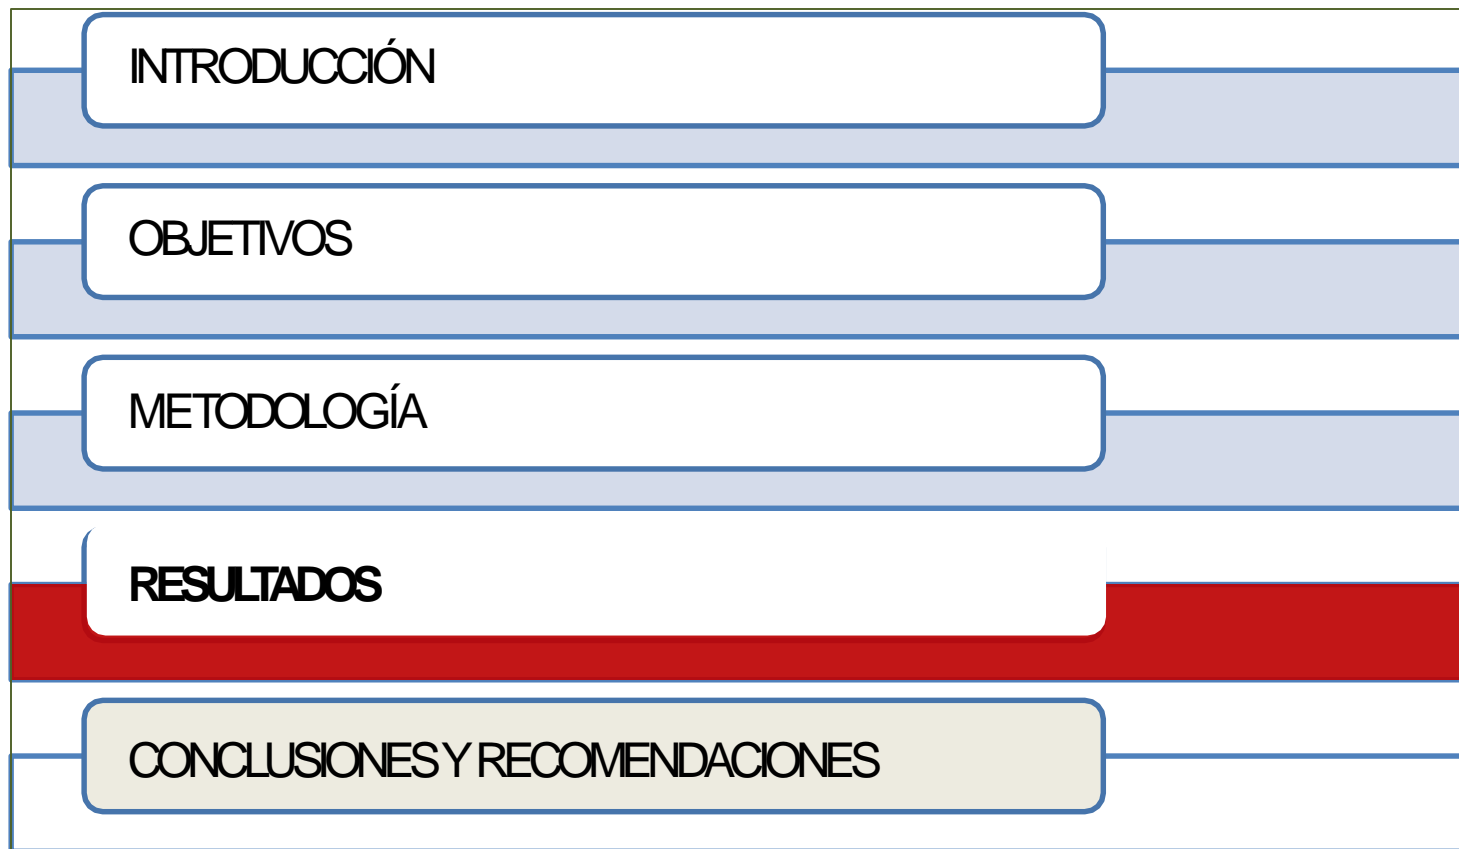 INTRODUCCIÓN
OBJETIVOS
METODOLOGÍA
RESULTADOS
CONCLUSIONES Y RECOMENDACIONES